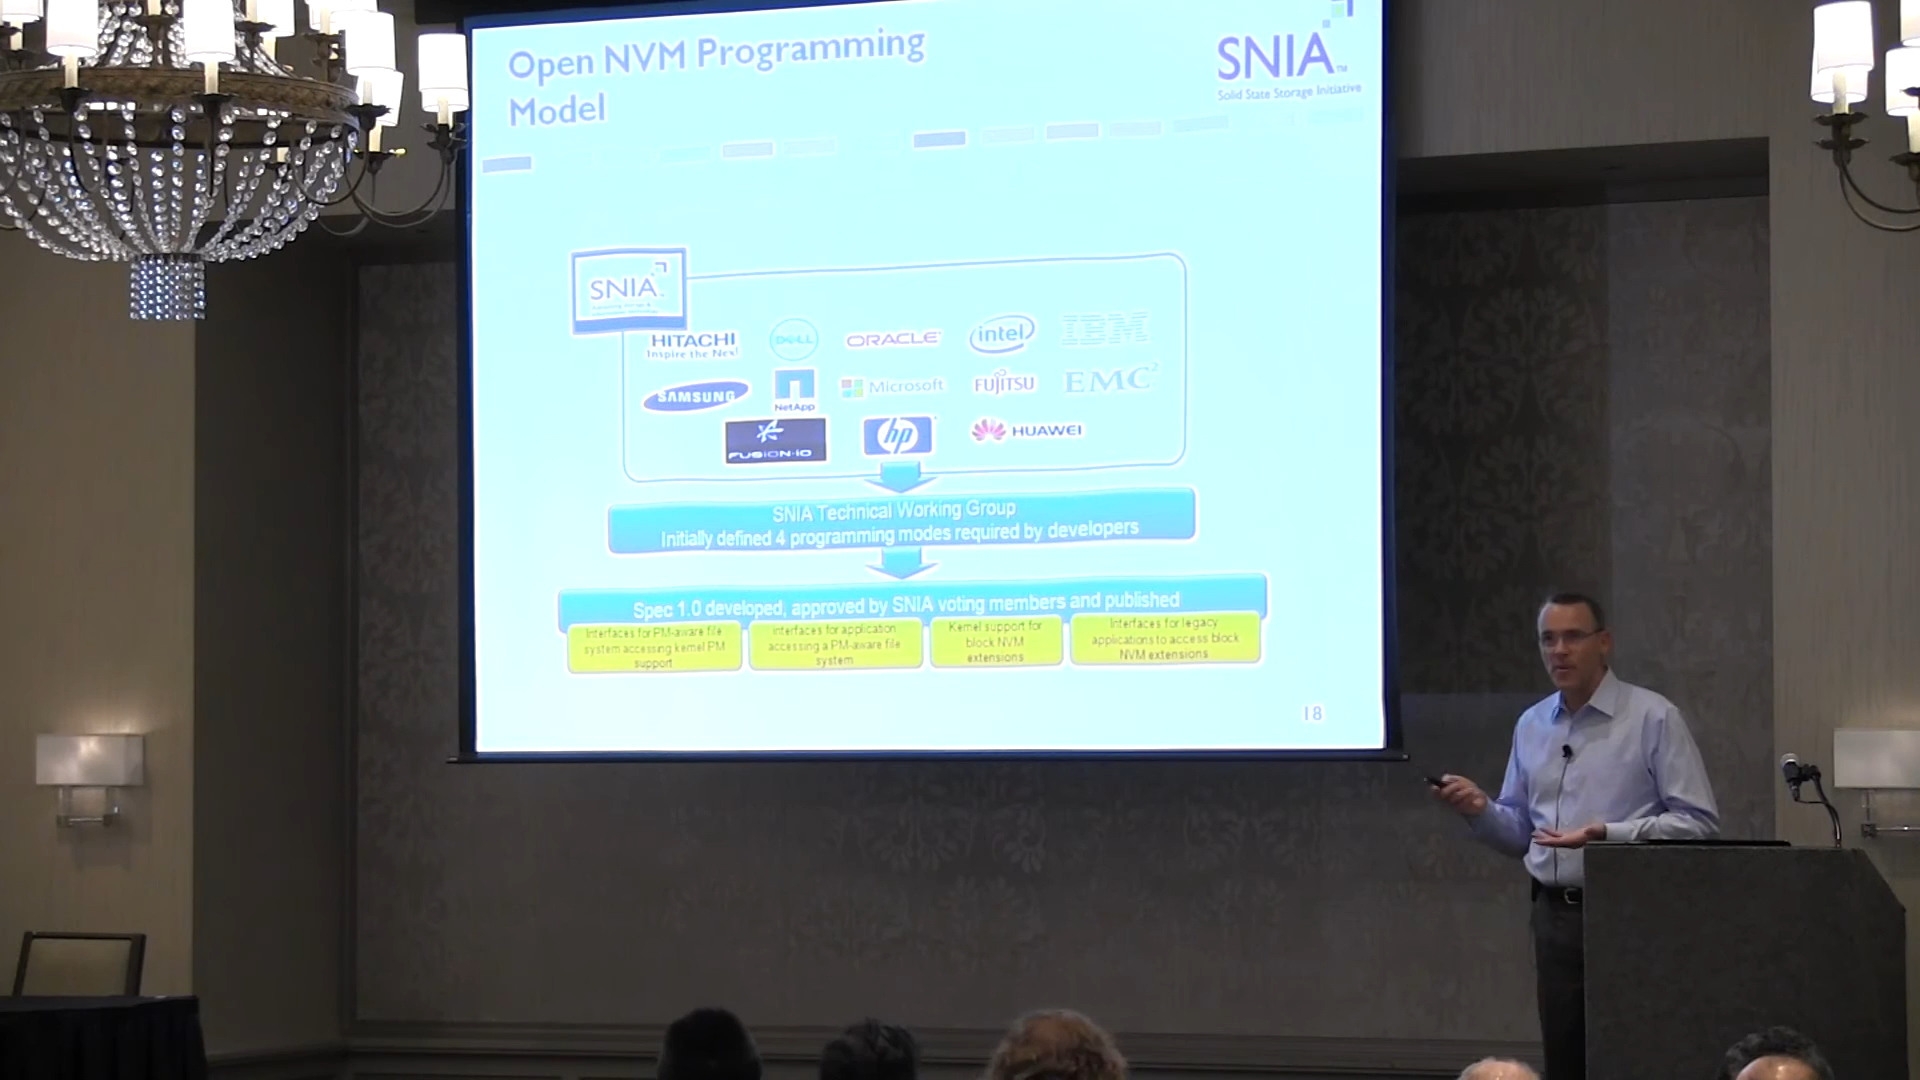 Open NVM Programming
Model
SNIA™
Solid State Storage Initiative
SNIA
HITACHI
Inspire the Next
DELL
ORACLE
intel
IBM
SAMSUNG
NetApp
Microsoft
FUJITSU
EMC²
FUSION-iO
hp
HUAWEI
SNIA Technical Working Group
Initially defined 4 programming modes required by developers
Spec 1.0 developed, approved by SNIA voting members and published
Interfaces for PM-aware file
system accessing kernel PM
support
Interfaces for application
accessing a PM-aware file
system
Kernel support for
block NVM
extensions
Interfaces for legacy
applications to access block
NVM extensions
18